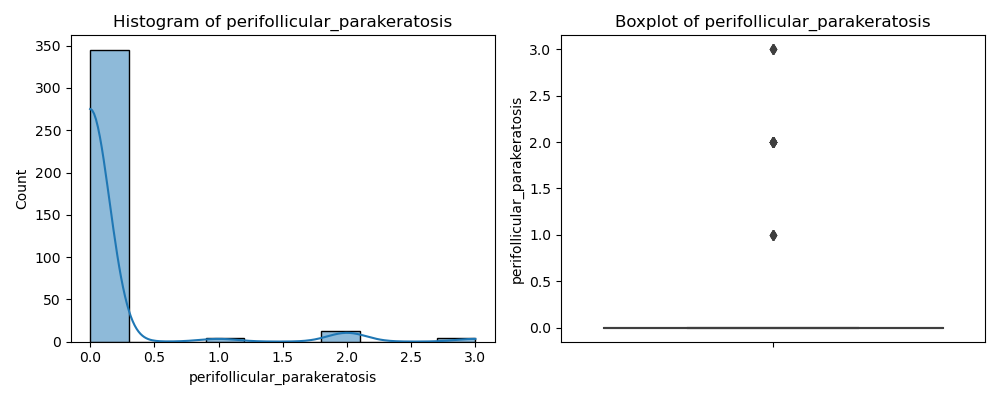 Histogram of perifollicular_parakeratosis
350
300
250
200
150
100
50
0
Count
0.0 0.5 1.0 1.5 2.0 2.5 3.0
perifollicular_parakeratosis
Boxplot of perifollicular_parakeratosis
3.0
2.5
2.0
1.5
1.0
0.5
0.0
perifollicular_parakeratosis